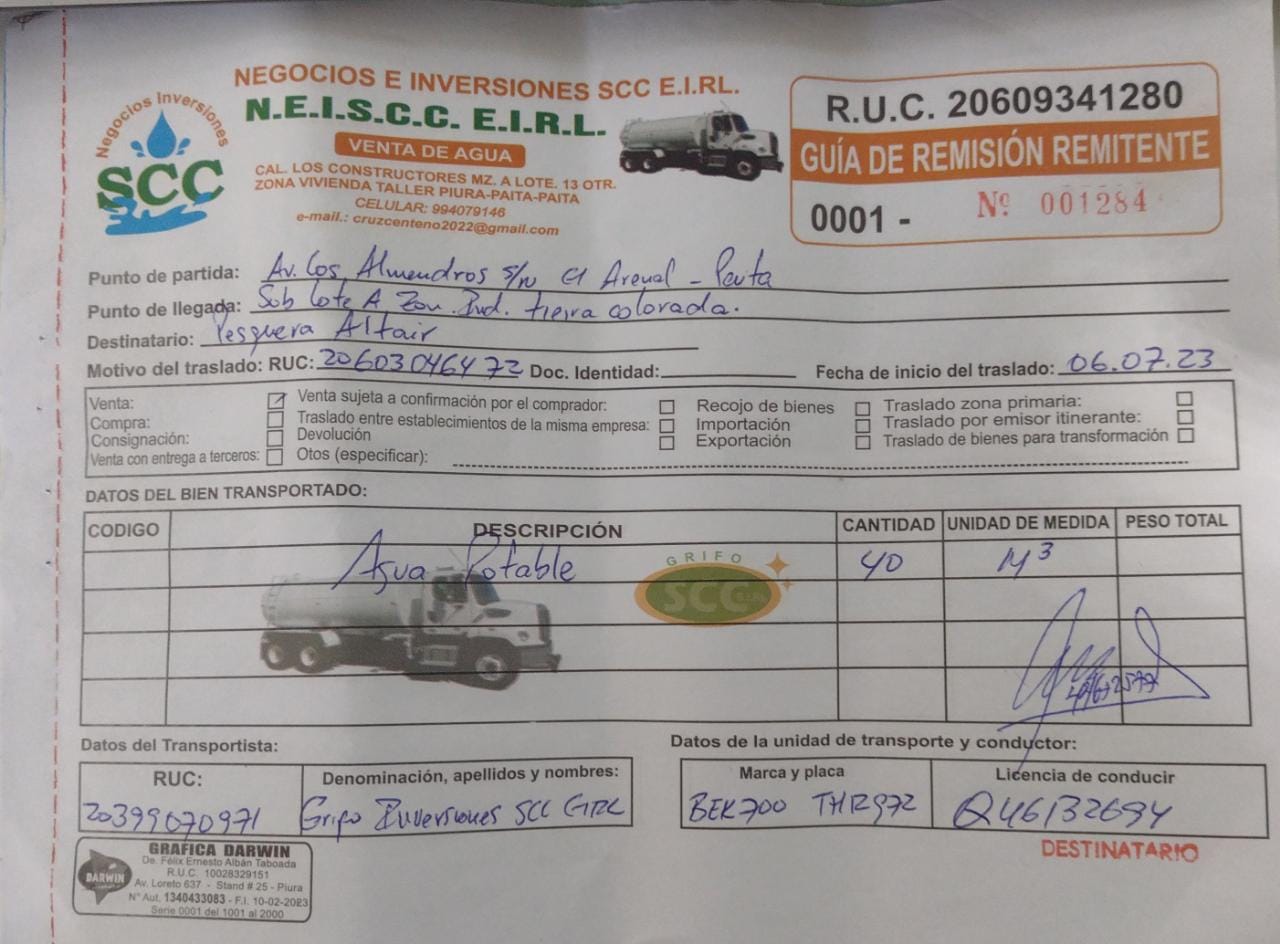 NEGOCIOS E INVERSIONES SCC E.I.RL.
N.E.I.S.C.C. E.I.R.L.
VENTA DE AGUA
CAL. LOS CONSTRUCTORES MZ. A LOTE. 13 OTR.
ZONA VIVIENDA TALLER PIURA-PAITA-PAITA
CELULAR: 994079146
e-mail.: cruzcenteno2022@gmail.com
Negocios Inversiones
SCC
R.U.C. 20609341280
GUÍA DE REMISIÓN REMITENTE
0001 - Nº 001284
Punto de partida: Av. Los Almendros s/n El Arenal - Paita
Punto de llegada: Sub Lote A Zon. Ind. tierra colorada.
Destinatario: Pesquera Altair
Motivo del traslado: RUC: 20603046472 Doc. Identidad: Fecha de inicio del traslado: 06.07.23
Venta: Venta sujeta a confirmación por el comprador: Recojo de bienes Traslado zona primaria:
Compra: Traslado entre establecimientos de la misma empresa: Importación Traslado por emisor itinerante:
Consignación: Devolución Exportación Traslado de bienes para transformación
Venta con entrega a terceros: Otos (especificar):
DATOS DEL BIEN TRANSPORTADO:
CODIGO DESCRIPCIÓN CANTIDAD UNIDAD DE MEDIDA PESO TOTAL
Agua Potable 40 M3
GRIFO
SCC E.I.RL
Datos del Transportista: Datos de la unidad de transporte y conductor:
RUC: Denominación, apellidos y nombres: Marca y placa Licencia de conducir
20399070971 Grifo Inversiones SCC EIRL BEK700 THR972 Q46132694
DESTINATARIO
GRAFICA DARWIN
De. Félix Ernesto Albán Taboada
R.U.C. 10028329151
DARWIN
Av. Loreto 637 - Stand # 25 - Piura
Nº Aut. 1340433083 - F.I. 10-02-2023
Serie 0001 del 1001 al 2000